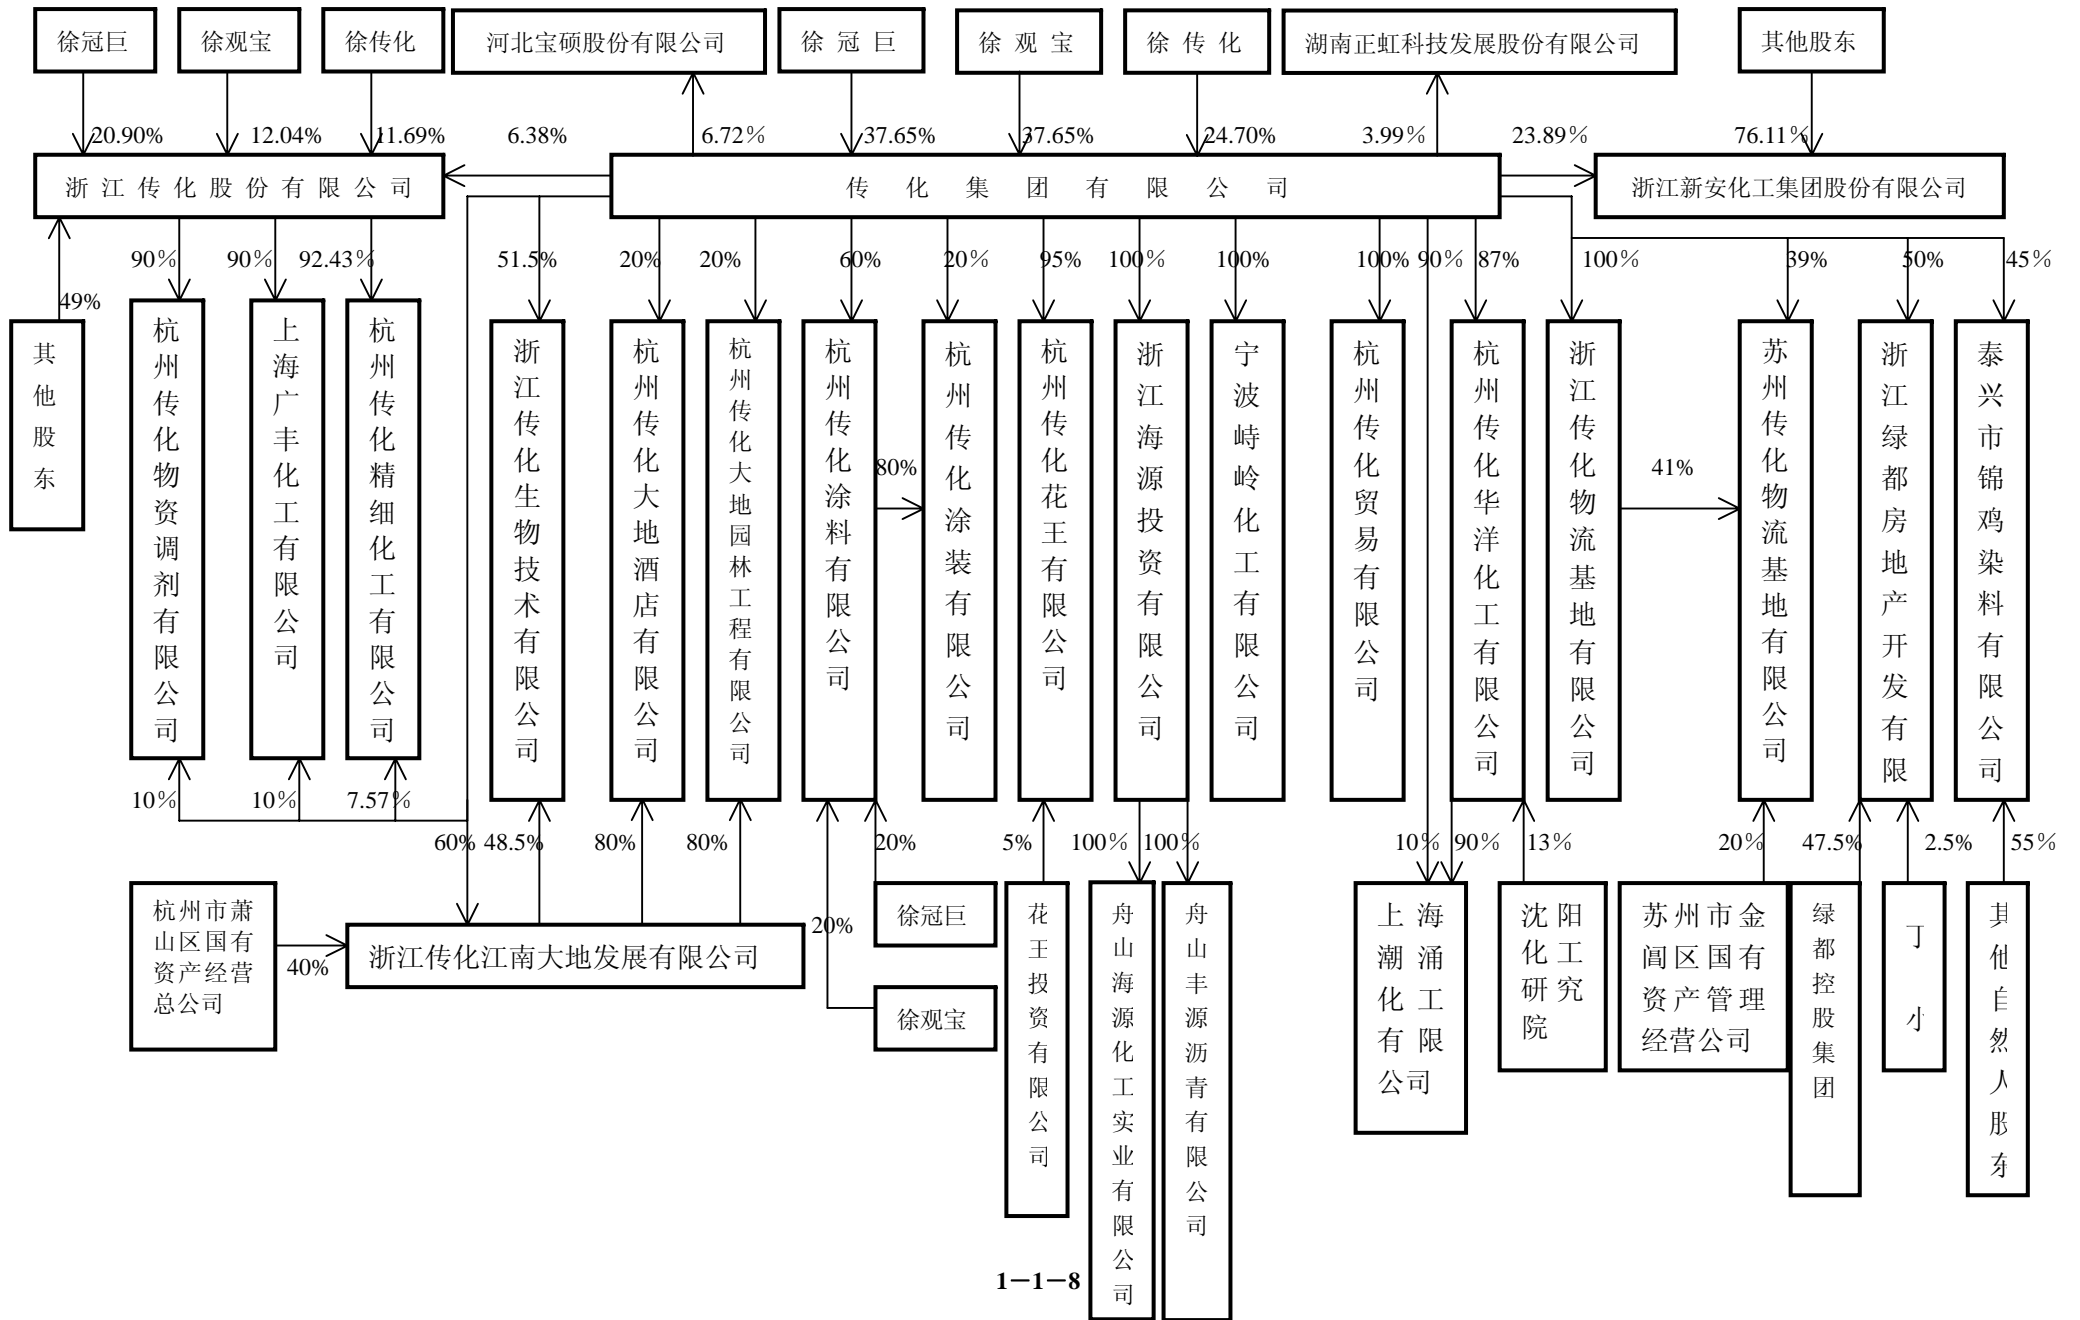 徐冠巨
徐观宝
徐传化
河北宝硕股份有限公司
徐冠巨
徐观宝
徐传化
湖南正虹科技发展股份有限公司
其他股东
20.90%
12.04%
11.69%
6.38%
6.72%
37.65%
37.65%
24.70%
3.99%
23.89%
76.11%
浙江传化股份有限公司
传化集团有限公司
浙江新安化工集团股份有限公司
90%
90%
92.43%
51.5%
20%
20%
60%
20%
95%
100%
100%
100%
90%
87%
100%
39%
50%
45%
49%
其他股东
杭州传化物资调剂有限公司
上海广丰化工有限公司
杭州传化精细化工有限公司
浙江传化生物技术有限公司
杭州传化大地酒店有限公司
杭州传化大地园林工程有限公司
杭州传化涂料有限公司
80%
杭州传化涂装有限公司
杭州传化花王有限公司
浙江海源投资有限公司
宁波峙岭化工有限公司
杭州传化贸易有限公司
杭州传化华洋化工有限公司
浙江传化物流基地有限公司
41%
苏州传化物流基地有限公司
浙江绿都房地产开发有限
泰兴市锦鸡染料有限公司
10%
10%
7.57%
60%
48.5%
80%
80%
20%
5%
100%
100%
10%
90%
13%
20%
47.5%
2.5%
55%
杭州市萧
山区国有
资产经营
总公司
40%
浙江传化江南大地发展有限公司
20%
徐冠巨
徐观宝
花王投资有限公司
舟山海源化工实业有限公司
舟山丰源沥青有限公司
上海
潮涌
化工
有限
公司
沈阳
化工
研究
院
苏州市金
阊区国有
资产管理
经营公司
绿都控股集团
丁小
其他自然人股东
1－1－8